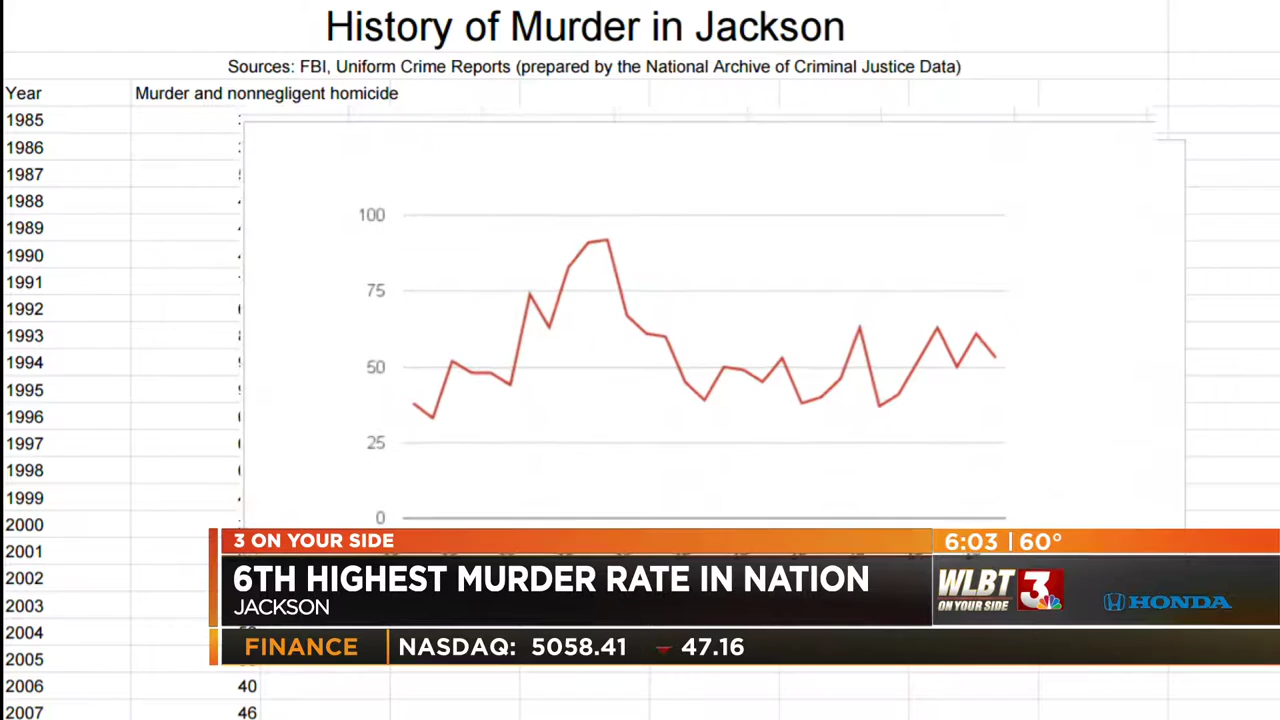 History of Murder in Jackson
Sources: FBI, Uniform Crime Reports (prepared by the National Archive of Criminal Justice Data)
Year Murder and nonnegligent homicide
1985
1986
1987
1988
1989
1990
1991
1992
1993
1994
1995
1996
1997
1998
1999
2000
2001
2002
2003
2004
2005
2006 40
2007 46
100
75
50
25
0
3 ON YOUR SIDE
6:03 60°
6TH HIGHEST MURDER RATE IN NATION
JACKSON
WLBT 3
ON YOUR SIDE
HONDA
FINANCE NASDAQ: 5058.41 47.16